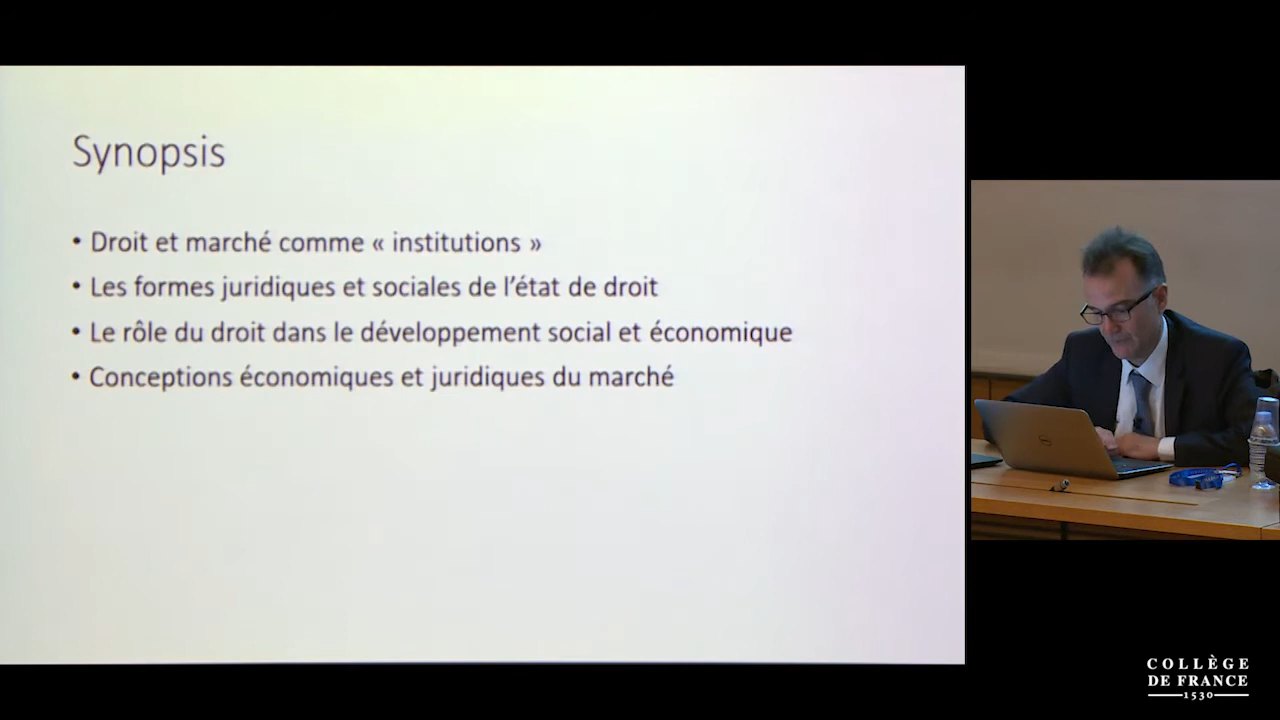 Synopsis
• Droit et marché comme « institutions »
• Les formes juridiques et sociales de l’état de droit
• Le rôle du droit dans le développement social et économique
• Conceptions économiques et juridiques du marché
COLLÈGE
DE FRANCE
1530